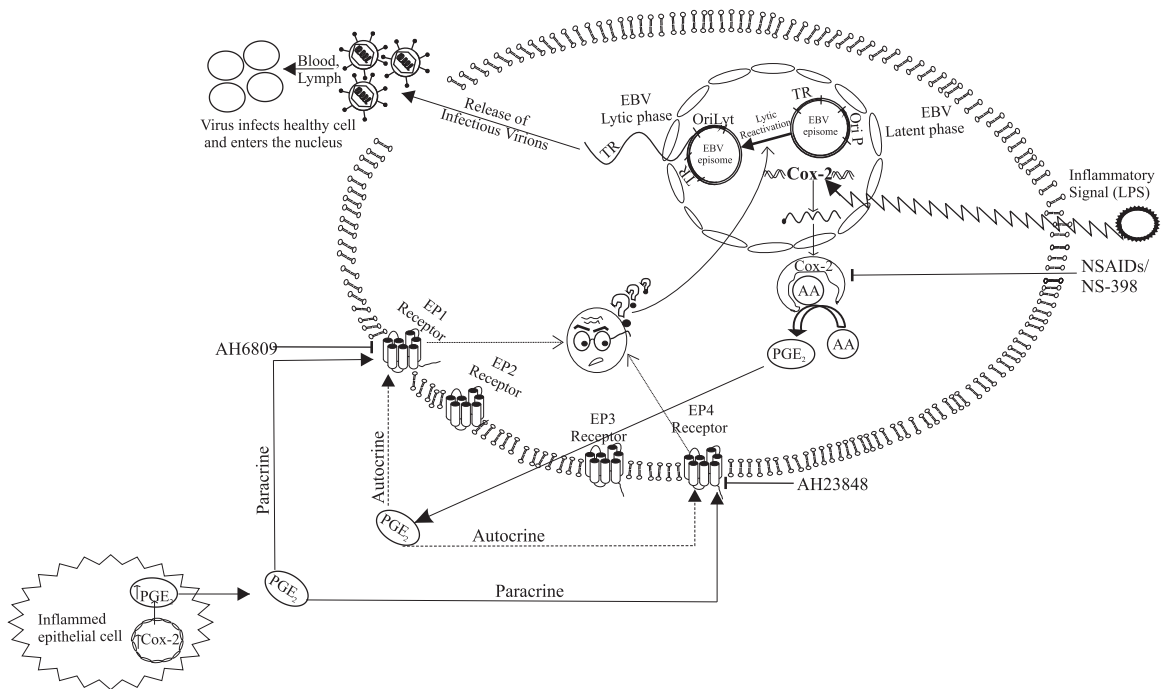 Blood,
Lymph
Virus infects healthy cell
and enters the nucleus
Release of
Infectious Virions
EBV
Lytic phase
TR
OriLyt
EBV
episome
TR
Lytic
Reactivation
TR
EBV
episome
Ori P
EBV
Latent phase
Cox-2
Inflammatory
Signal (LPS)
NSAIDs/
NS-398
Cox-2
AA
AA
PGE2
EP1
Receptor
AH6809
EP2
Receptor
EP3
Receptor
EP4
Receptor
AH23848
Paracrine
Autocrine
PGE2
Autocrine
PGE2
Paracrine
↑PGE
Inflammed
epithelial cell
↑Cox-2